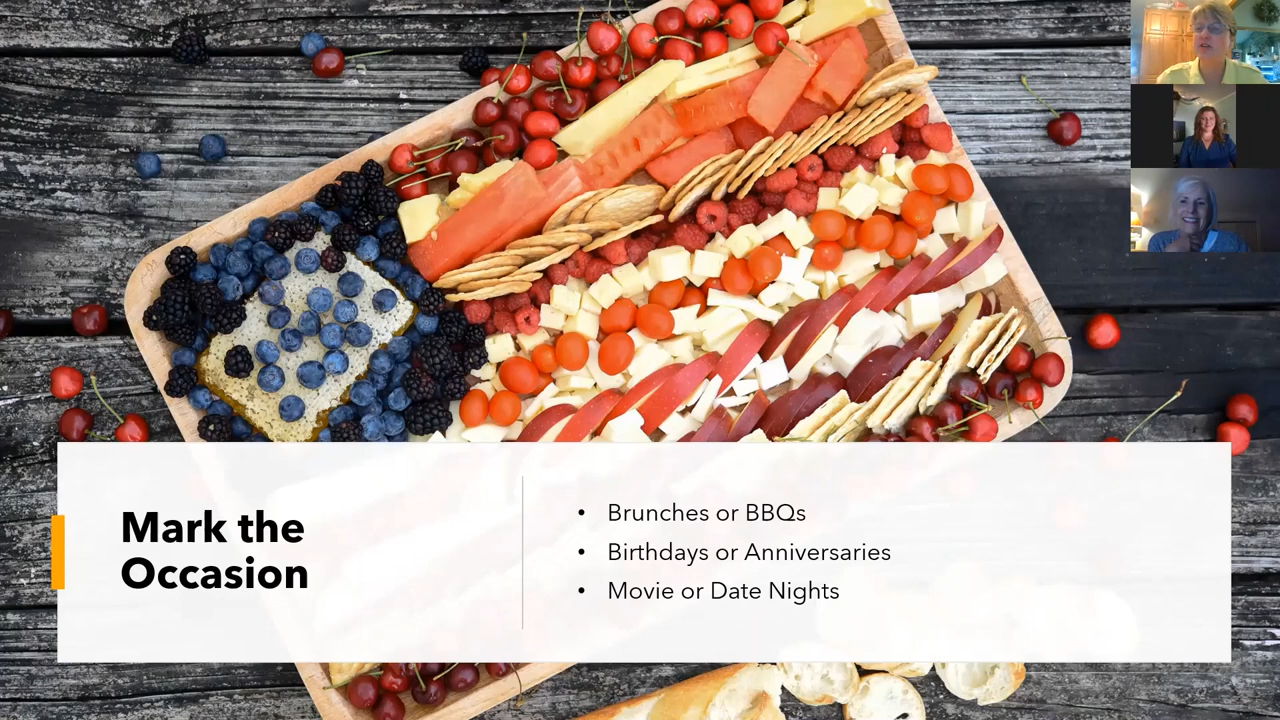 Mark the
Occasion
• Brunches or BBQs
• Birthdays or Anniversaries
• Movie or Date Nights